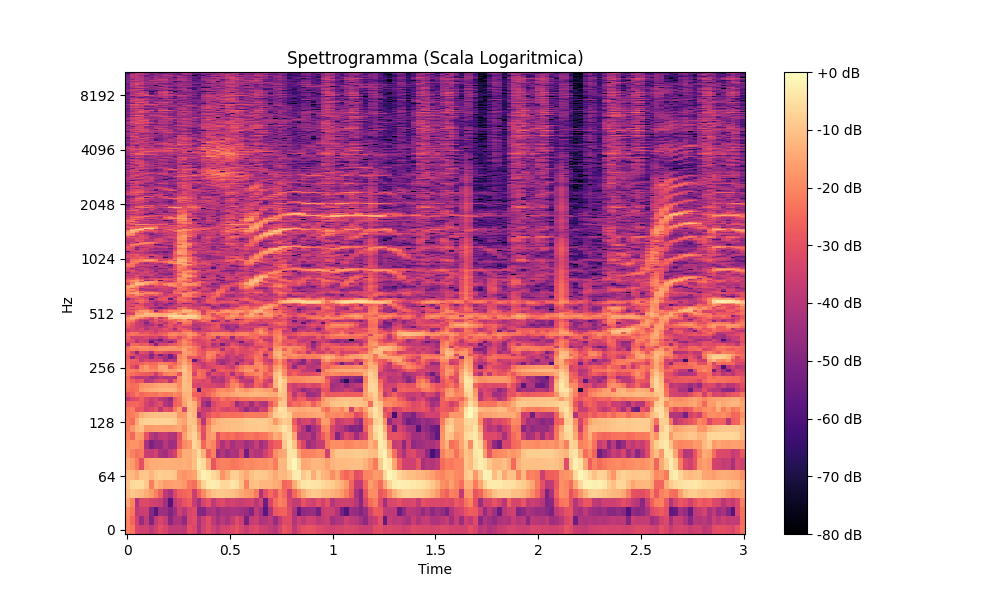 Spettrogramma (Scala Logaritmica)
Hz
8192
4096
2048
1024
512
256
128
64
0
0 0.5 1 1.5 2 2.5 3
Time
+0 dB
-10 dB
-20 dB
-30 dB
-40 dB
-50 dB
-60 dB
-70 dB
-80 dB